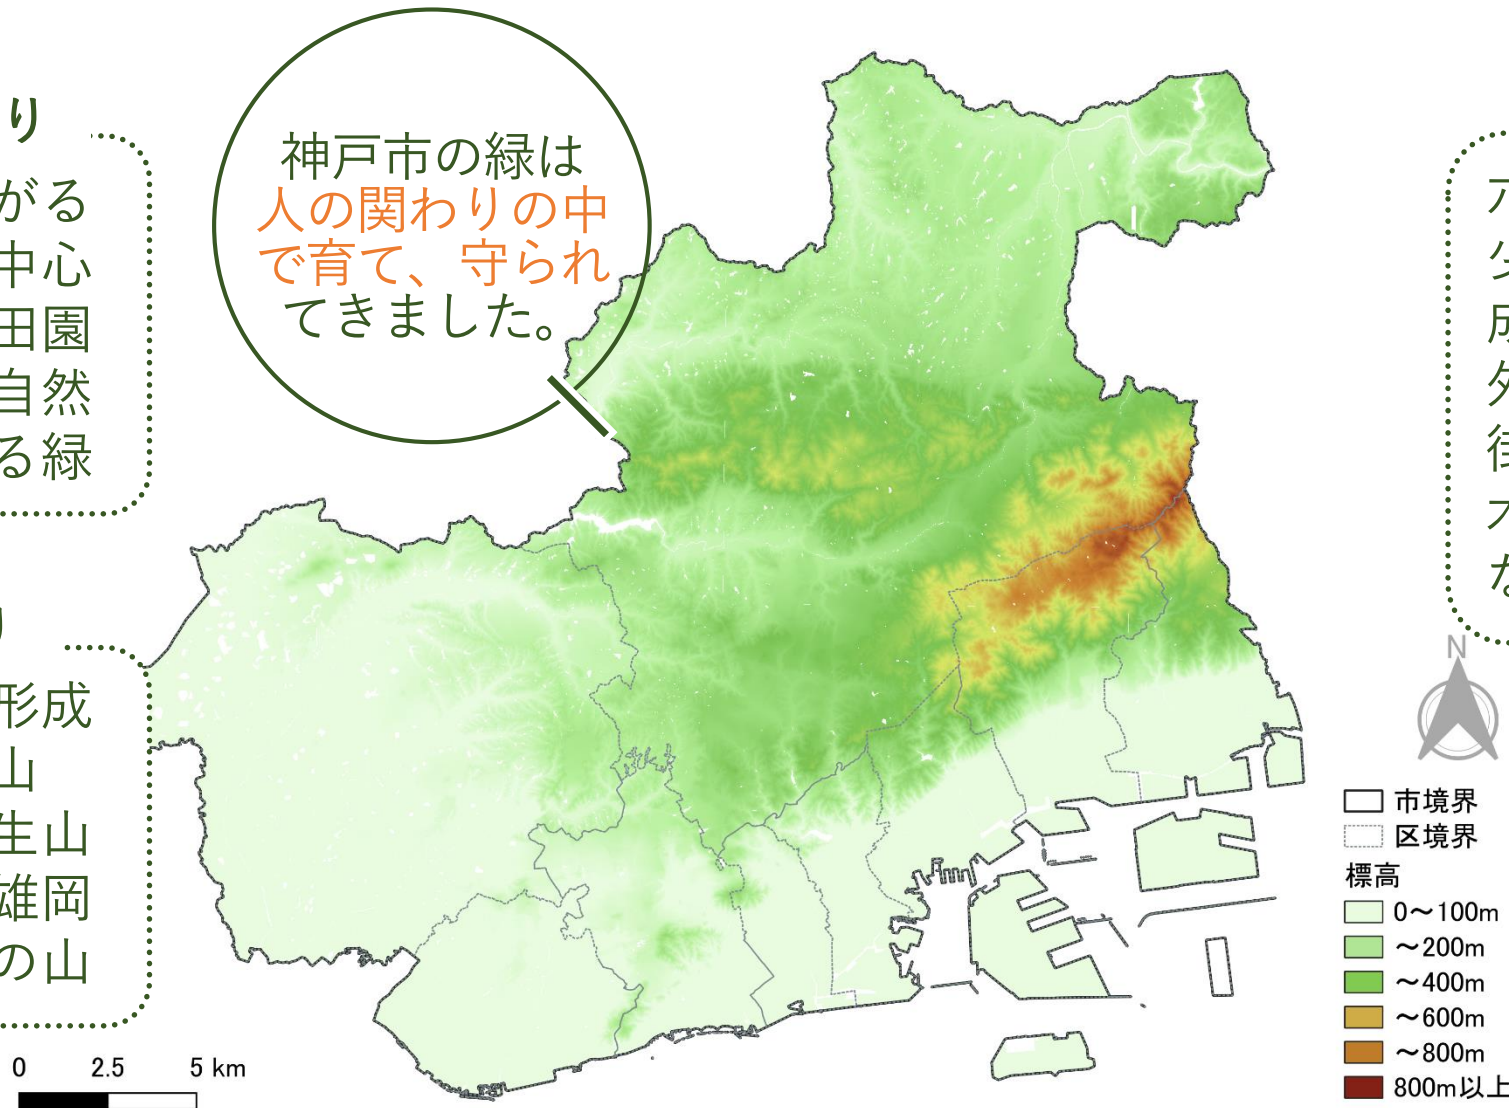 り
がる
中心
田園
自然
る緑
神戸市の緑は
人の関わりの中
で育て、守られ
てきました。
形成
山
生山
雄岡
の山
N
市境界
区境界
標高
0～100m
～200m
～400m
～600m
～800m
800m以上
0 2.5 5 km